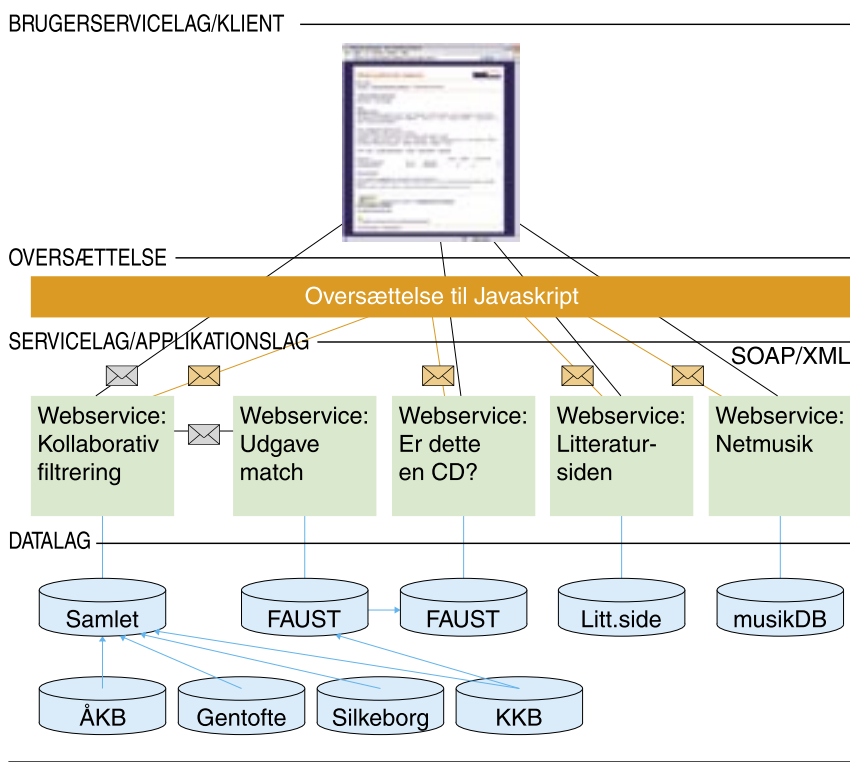 BRUGERSERVICELAG/KLIENT
OVERSÆTTELSE
Oversættelse til Javaskript
SERVICELAG/APPLIKATIONSLAG
SOAP/XML
Webservice:
Kollaborativ
filtrering
Webservice:
Udgave
match
Webservice:
Er dette
en CD?
Webservice:
Litteratur-
siden
Webservice:
Netmusik
DATALAG
Samlet
FAUST
FAUST
Litt.side
musikDB
ÅKB
Gentofte
Silkeborg
KKB